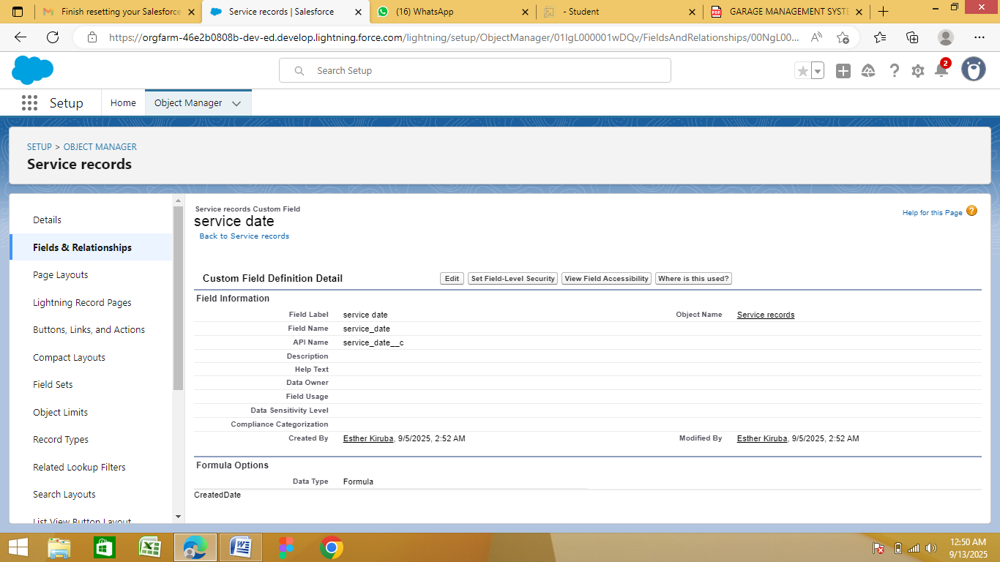 Finish resetting your Salesforce
Service records | Salesforce
(16) WhatsApp
- Student
GARAGE MANAGEMENT SYSTE
https://orgfarm-46e2b0808b-dev-ed.develop.lightning.force.com/lightning/setup/ObjectManager/01IgL000001wDQv/FieldsAndRelationships/00NgL00...
Search Setup
2
Setup
Home
Object Manager
SETUP > OBJECT MANAGER
Service records
Details
Fields & Relationships
Page Layouts
Lightning Record Pages
Buttons, Links, and Actions
Compact Layouts
Field Sets
Object Limits
Record Types
Related Lookup Filters
Search Layouts
List View Button Layout
Service records Custom Field
service date
Back to Service records
Help for this Page
Custom Field Definition Detail
Edit
Set Field-Level Security
View Field Accessibility
Where is this used?
Field Information
Field Label service date
Object Name Service records
Field Name service_date
API Name service_date__c
Description
Help Text
Data Owner
Field Usage
Data Sensitivity Level
Compliance Categorization
Created By Esther Kiruba, 9/5/2025, 2:52 AM
Modified By Esther Kiruba, 9/5/2025, 2:52 AM
Formula Options
Data Type Formula
CreatedDate
12:50 AM
9/13/2025